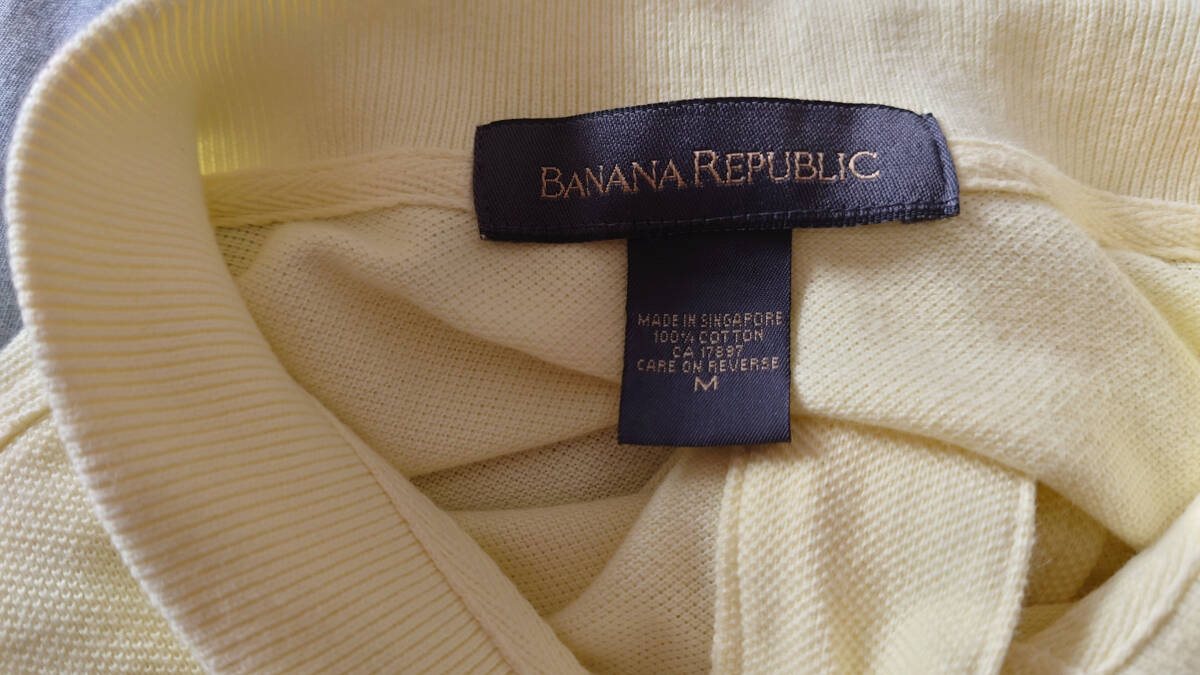 BANANA REPUBLIC
MADE IN SINGAPORE
100% COTTON
CA 17897
CARE ON REVERSE
M